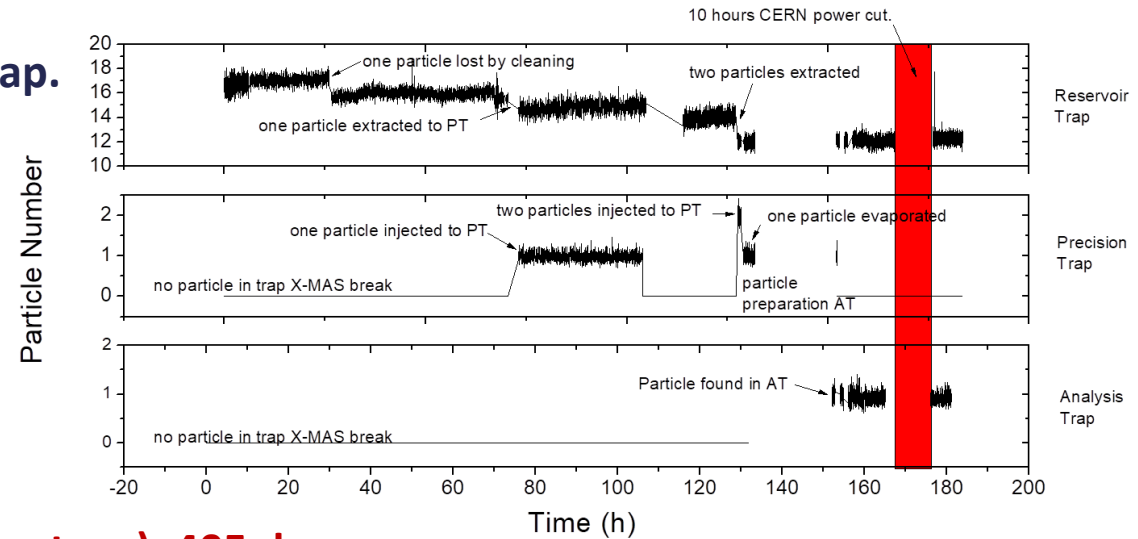 10 hours CERN power cut.
ap.
20
18
16
14
12
10
one particle lost by cleaning
two particles extracted
one particle extracted to PT
Reservoir
Trap
Particle Number
2
1
0
two particles injected to PT
one particle evaporated
one particle injected to PT
no particle in trap X-MAS break
particle
preparation AT
Precision
Trap
2
1
0
Particle found in AT
no particle in trap X-MAS break
Analysis
Trap
-20 0 20 40 60 80 100 120 140 160 180 200
Time (h)